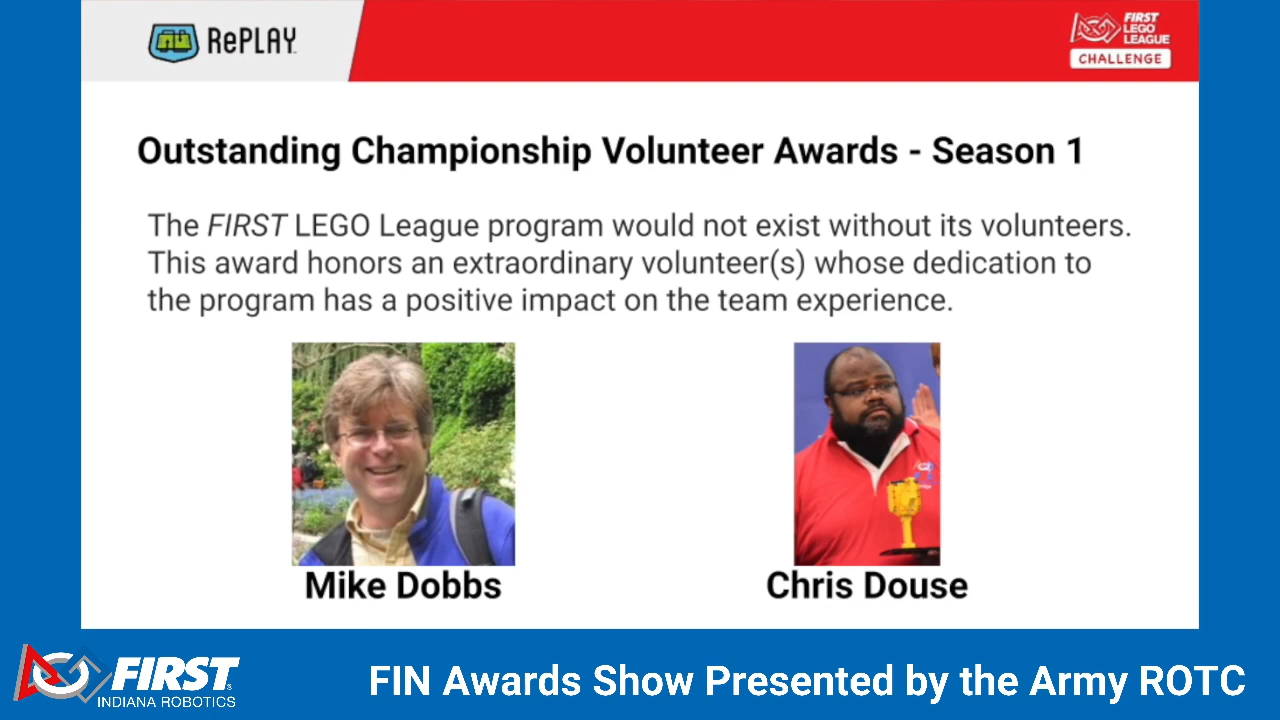 RePLAY
FIRST
LEGO
LEAGUE
CHALLENGE
Outstanding Championship Volunteer Awards - Season 1
The FIRST LEGO League program would not exist without its volunteers.
This award honors an extraordinary volunteer(s) whose dedication to
the program has a positive impact on the team experience.
Mike Dobbs
Chris Douse
FIRST
INDIANA ROBOTICS
FIN Awards Show Presented by the Army ROTC